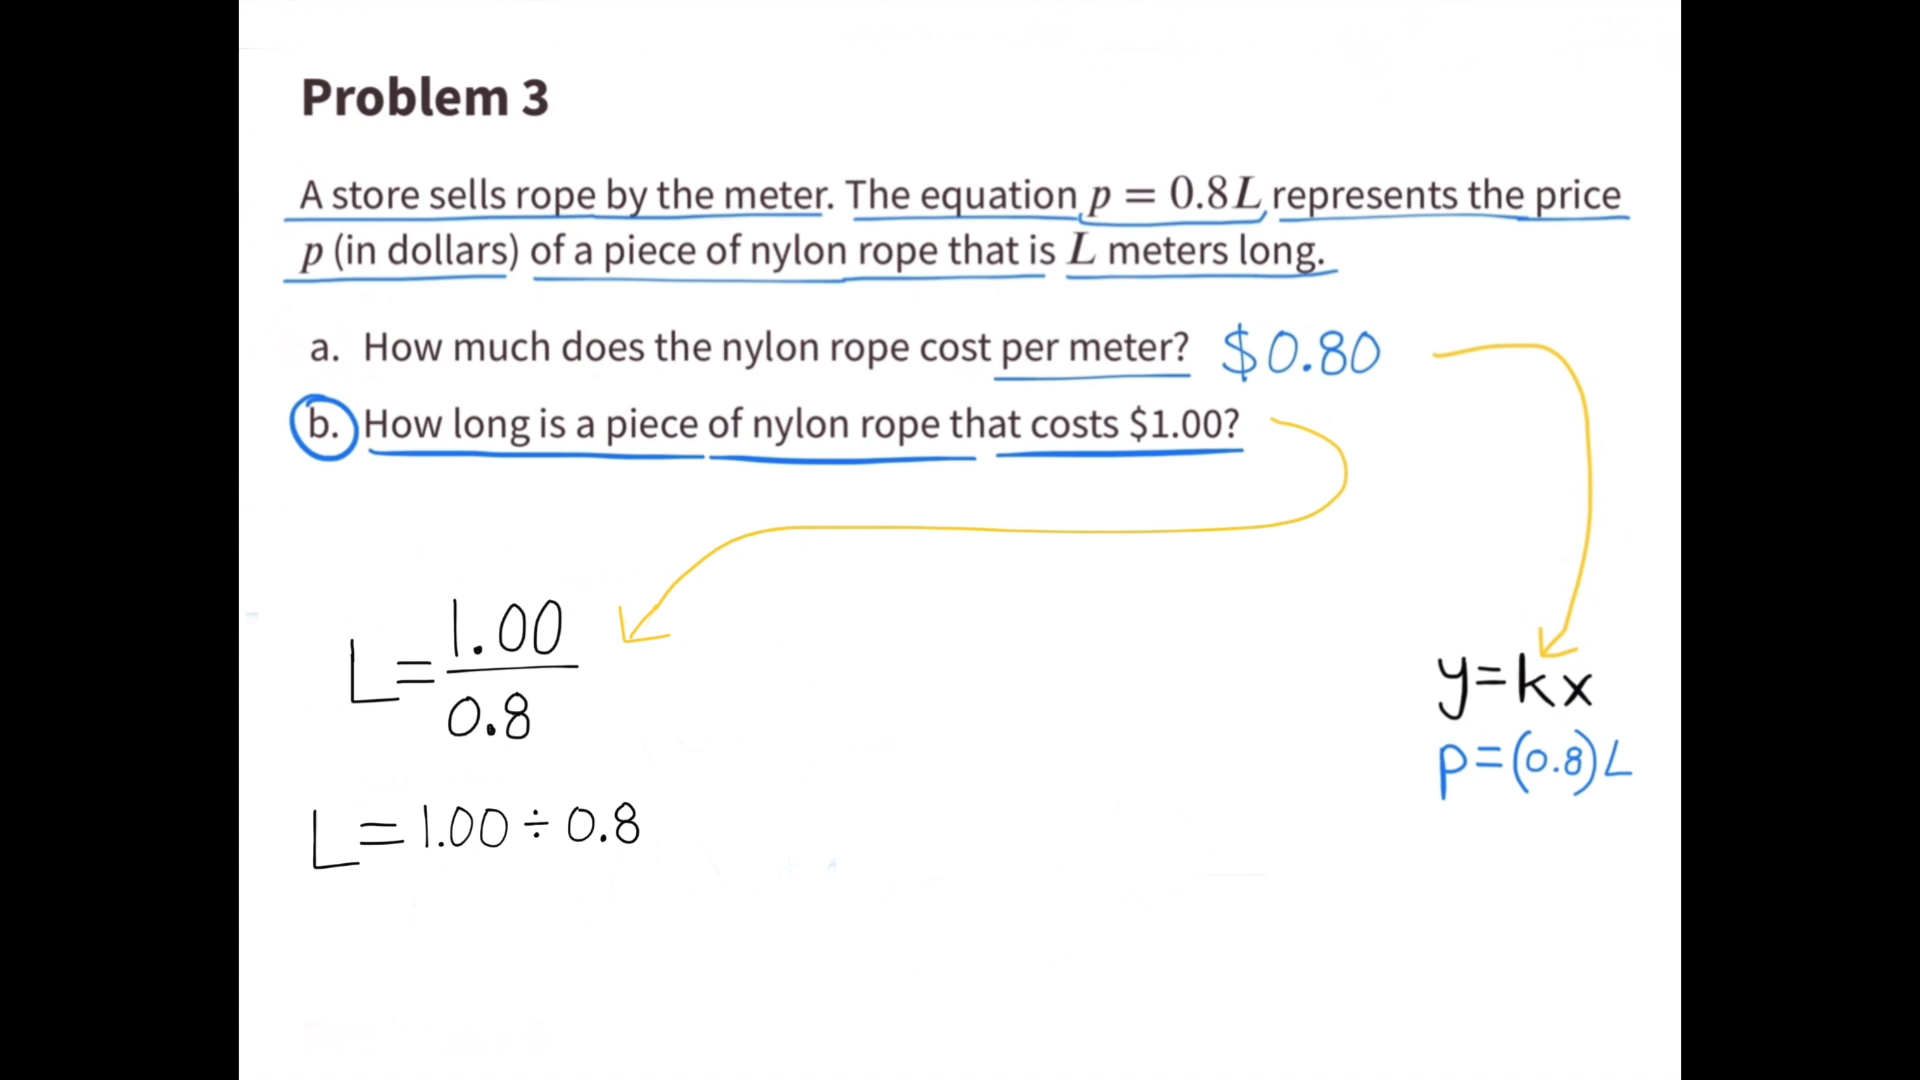 Problem 3
A store sells rope by the meter. The equation p = 0.8L represents the price
p (in dollars) of a piece of nylon rope that is L meters long.
a. How much does the nylon rope cost per meter? $0.80
b. How long is a piece of nylon rope that costs $1.00?
L = 1.00
0.8
y=kx
p=(0.8)L
L = 1.00 ÷ 0.8